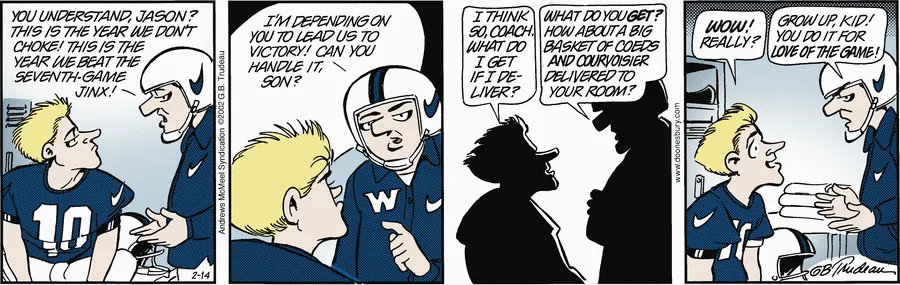 YOU UNDERSTAND, JASON?
THIS IS THE YEAR WE DON'T
CHOKE! THIS IS THE
YEAR WE BEAT THE
SEVENTH-GAME
JINX!
10
2-14
Andrews McMeel Syndication ©2002 G.B. Trudeau
I'M DEPENDING ON
YOU TO LEAD US TO
VICTORY! CAN YOU
HANDLE IT,
SON?
W
I THINK
SO, COACH.
WHAT DO
I GET
IF I DE-
LIVER?
WHAT DO YOU GET?
HOW ABOUT A BIG
BASKET OF COEDS
AND COURVOISIER
DELIVERED TO
YOUR ROOM?
www.doonesbury.com
WOW!
REALLY?
GROW UP, KID!
YOU DO IT FOR
LOVE OF THE GAME!
10
GB Trudeau